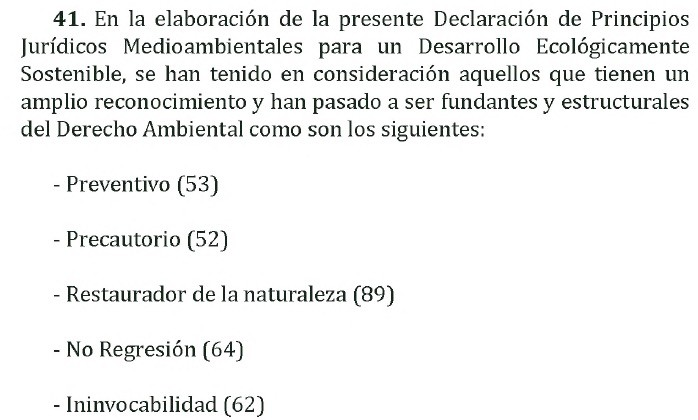 41. En la elaboración de la presente Declaración de Principios
Jurídicos Medioambientales para un Desarrollo Ecológicamente
Sostenible, se han tenido en consideración aquellos que tienen un
amplio reconocimiento y han pasado a ser fundantes y estructurales
del Derecho Ambiental como son los siguientes:
- Preventivo (53)
- Precautorio (52)
- Restaurador de la naturaleza (89)
- No Regresión (64)
- Ininvocabilidad (62)